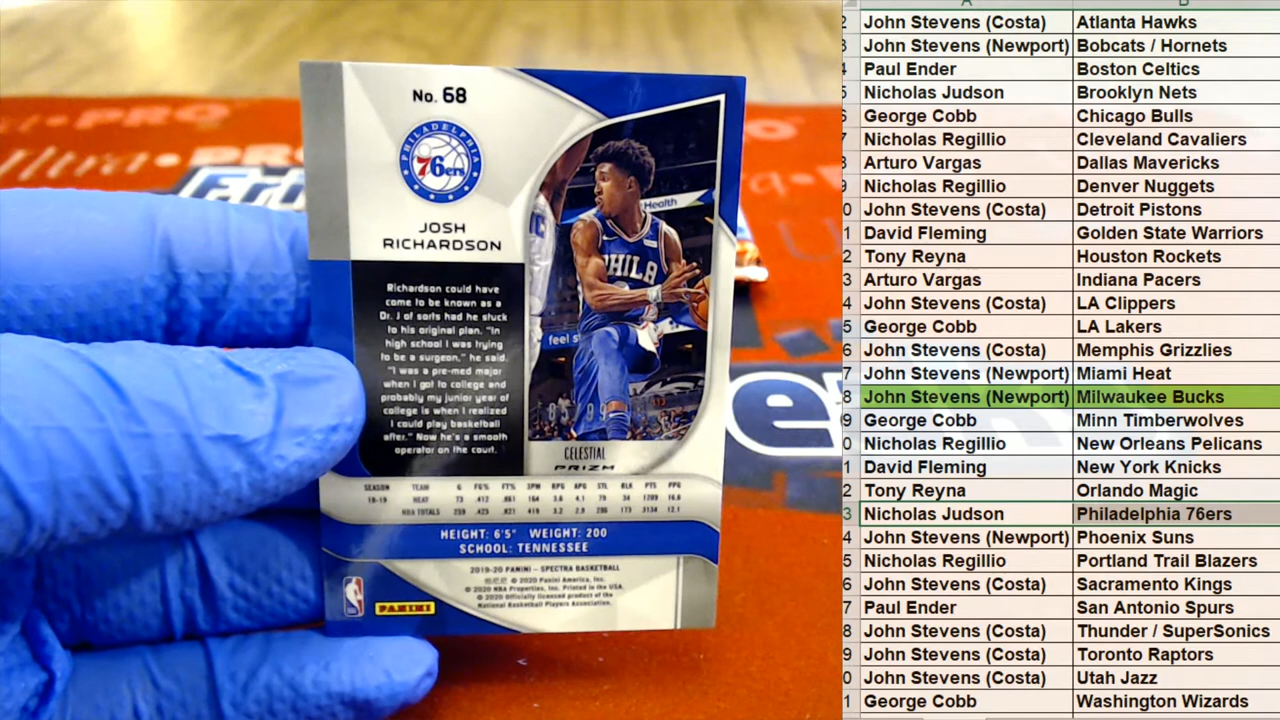 No. 68
PHILADELPHIA
76ers
JOSH
RICHARDSON
Richardson could have
come to be known as a
Dr. J of sorts had he stuck
to his original plan. "In
high school I was trying
to be a surgeon," he said.
"I was a pre-med major
when I got to college and
probably my junior year of
college is when I realized
I could play basketball
after." Now he's a smooth
operator on the court.
Health
PHILA
feel
CELESTIAL
PRIZM
SEASON TEAM G FG% FT% 3PM RPG APG STL BLK PTS PPG
18-19 HEAT 73 .412 .861 164 3.6 4.1 79 34 1209 16.6
NBA TOTALS 239 .423 .821 419 3.2 2.9 173 12.1
HEIGHT: 6'5" WEIGHT: 200
SCHOOL: TENNESSEE
2019-20 PANINI – SPECTRA BASKETBALL
© 2020 Panini America, Inc.
© 2020 NBA Properties, Inc. Printed in the USA.
© 2020 Officially licensed product of the
National Basketball Players Association.
PANINI
Ultra PRO
John Stevens (Costa) Atlanta Hawks
John Stevens (Newport) Bobcats / Hornets
Paul Ender Boston Celtics
Nicholas Judson Brooklyn Nets
George Cobb Chicago Bulls
Nicholas Regillio Cleveland Cavaliers
Arturo Vargas Dallas Mavericks
Nicholas Regillio Denver Nuggets
John Stevens (Costa) Detroit Pistons
David Fleming Golden State Warriors
Tony Reyna Houston Rockets
Arturo Vargas Indiana Pacers
John Stevens (Costa) LA Clippers
George Cobb LA Lakers
John Stevens (Costa) Memphis Grizzlies
John Stevens (Newport) Miami Heat
John Stevens (Newport) Milwaukee Bucks
George Cobb Minn Timberwolves
Nicholas Regillio New Orleans Pelicans
David Fleming New York Knicks
Tony Reyna Orlando Magic
Nicholas Judson Philadelphia 76ers
John Stevens (Newport) Phoenix Suns
Nicholas Regillio Portland Trail Blazers
John Stevens (Costa) Sacramento Kings
Paul Ender San Antonio Spurs
John Stevens (Costa) Thunder / SuperSonics
John Stevens (Costa) Toronto Raptors
John Stevens (Costa) Utah Jazz
George Cobb Washington Wizards